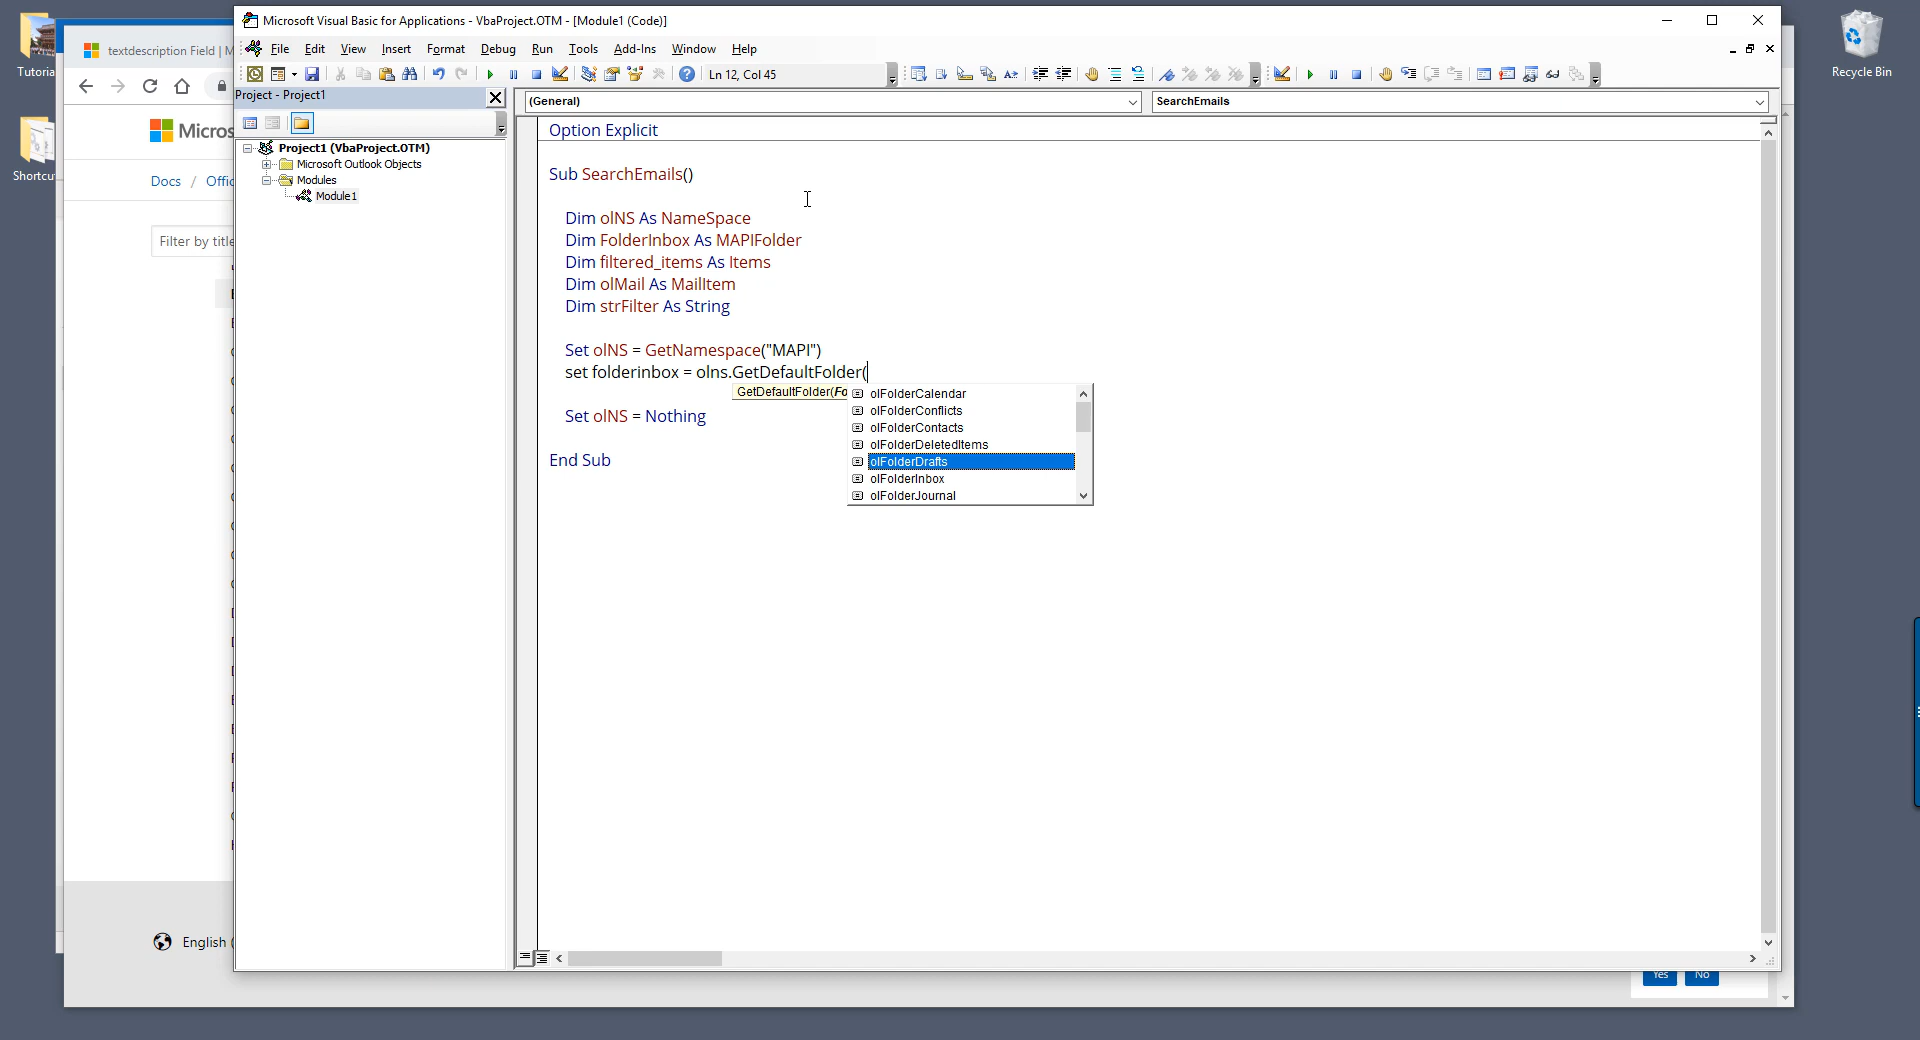 Tutoria
Shortcu
textdescription Field | M
Micros
Docs / Offic
Filter by title
English (
Microsoft Visual Basic for Applications - VbaProject.OTM - [Module1 (Code)]
File Edit View Insert Format Debug Run Tools Add-Ins Window Help
Ln 12, Col 45
Project - Project1
Project1 (VbaProject.OTM)
Microsoft Outlook Objects
Modules
Module1
(General)
SearchEmails
Option Explicit
Sub SearchEmails()
Dim olNS As NameSpace
Dim FolderInbox As MAPIFolder
Dim filtered_items As Items
Dim olMail As MailItem
Dim strFilter As String
Set olNS = GetNamespace("MAPI")
set folderinbox = olns.GetDefaultFolder(
GetDefaultFolder(Fo
olFolderCalendar
olFolderConflicts
olFolderContacts
olFolderDeletedItems
olFolderDrafts
olFolderInbox
olFolderJournal
Set olNS = Nothing
End Sub
Yes No
Recycle Bin